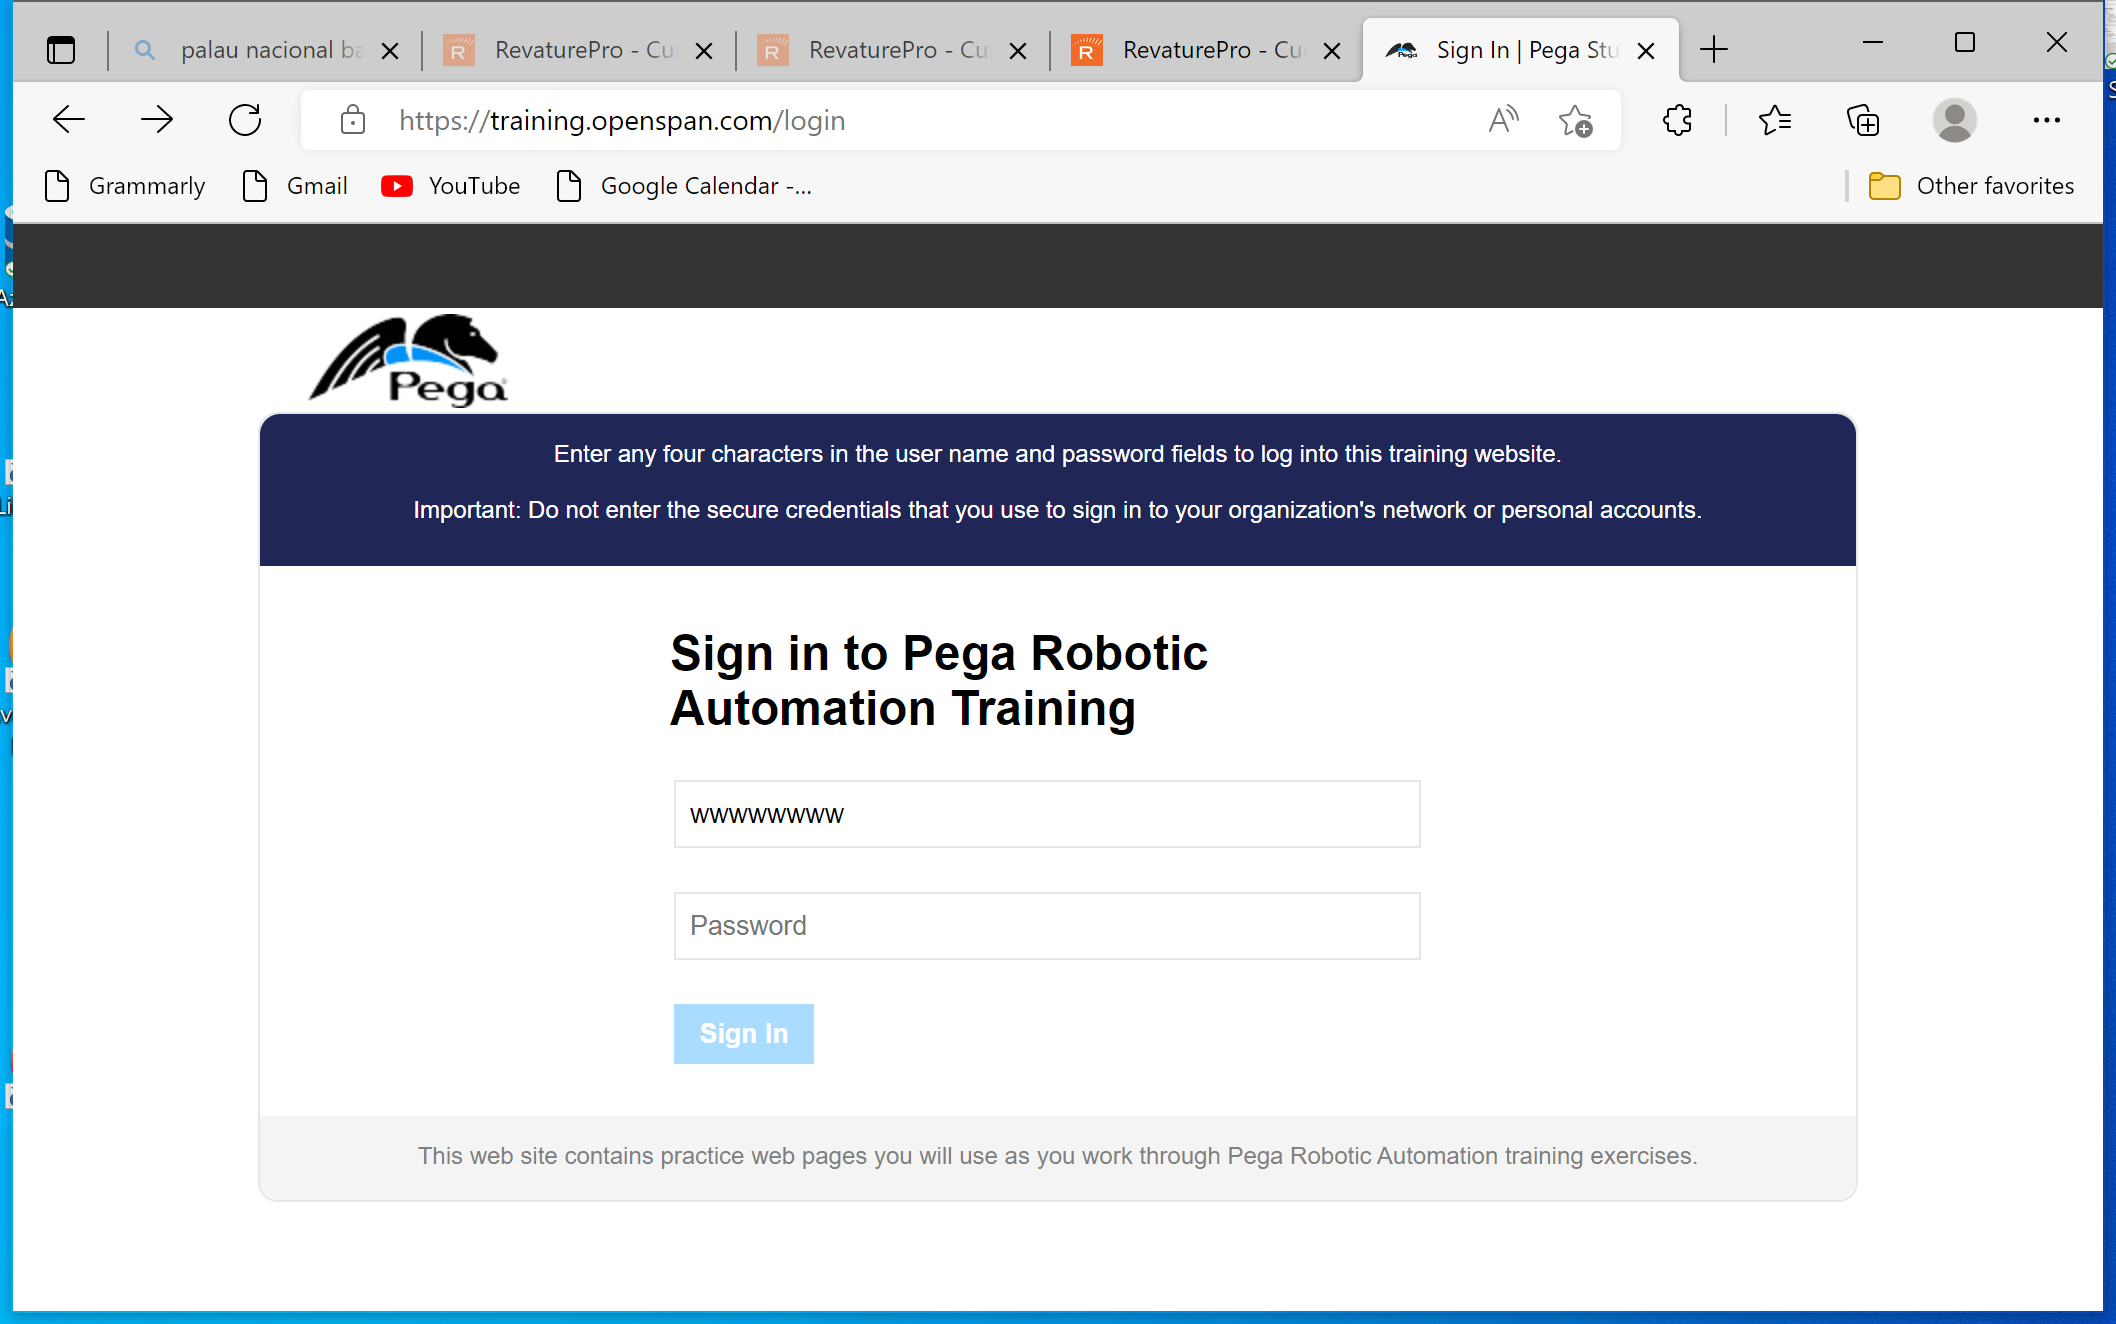 palau nacional ba
RevaturePro - Cu
RevaturePro - Cu
RevaturePro - Cu
Sign In | Pega Stu
https://training.openspan.com/login
Grammarly
Gmail
YouTube
Google Calendar -...
Other favorites
Pega
Enter any four characters in the user name and password fields to log into this training website.
Important: Do not enter the secure credentials that you use to sign in to your organization's network or personal accounts.
Sign in to Pega Robotic
Automation Training
wwwwwwww
Password
Sign In
This web site contains practice web pages you will use as you work through Pega Robotic Automation training exercises.